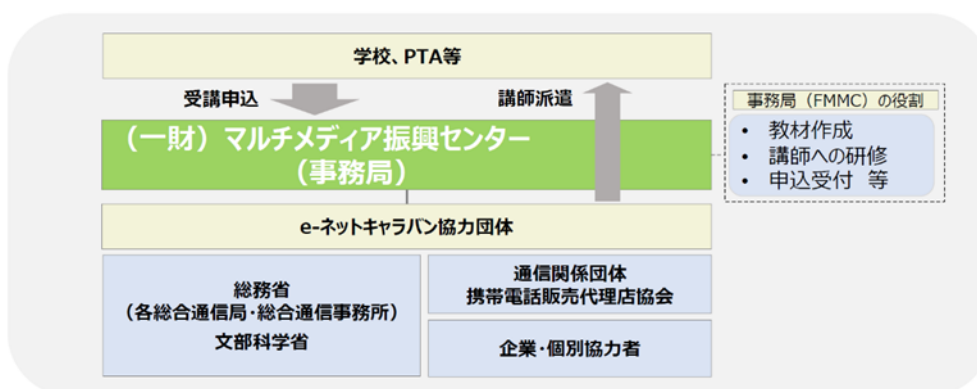 学校、PTA等
受講申込
講師派遣
(一財)マルチメディア振興センター
(事務局)
事務局(FMMC)の役割
• 教材作成
• 講師への研修
• 申込受付 等
e-ネットキャラバン協力団体
総務省
(各総合通信局・総合通信事務所)
文部科学省
通信関係団体
携帯電話販売代理店協会
企業・個別協力者